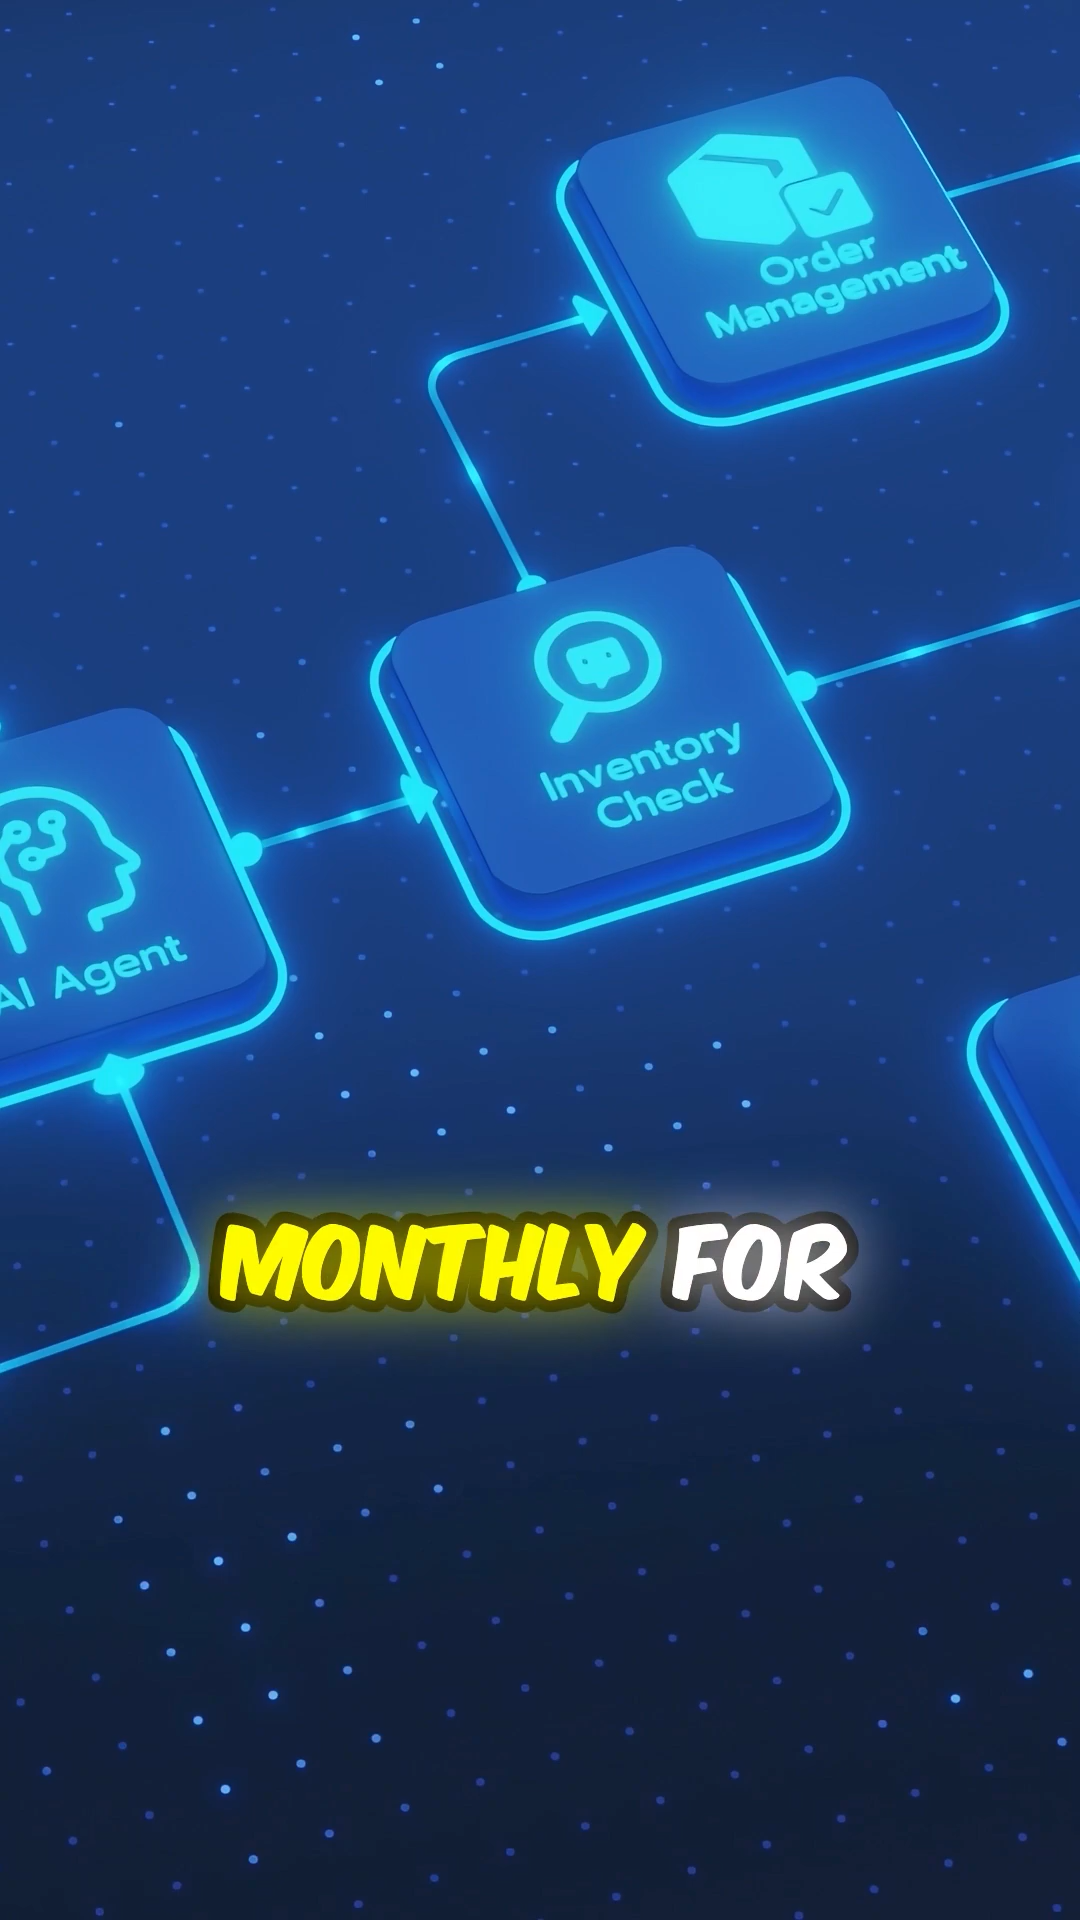 Order
Management
Inventory
Check
AI Agent
MONTHLY FOR